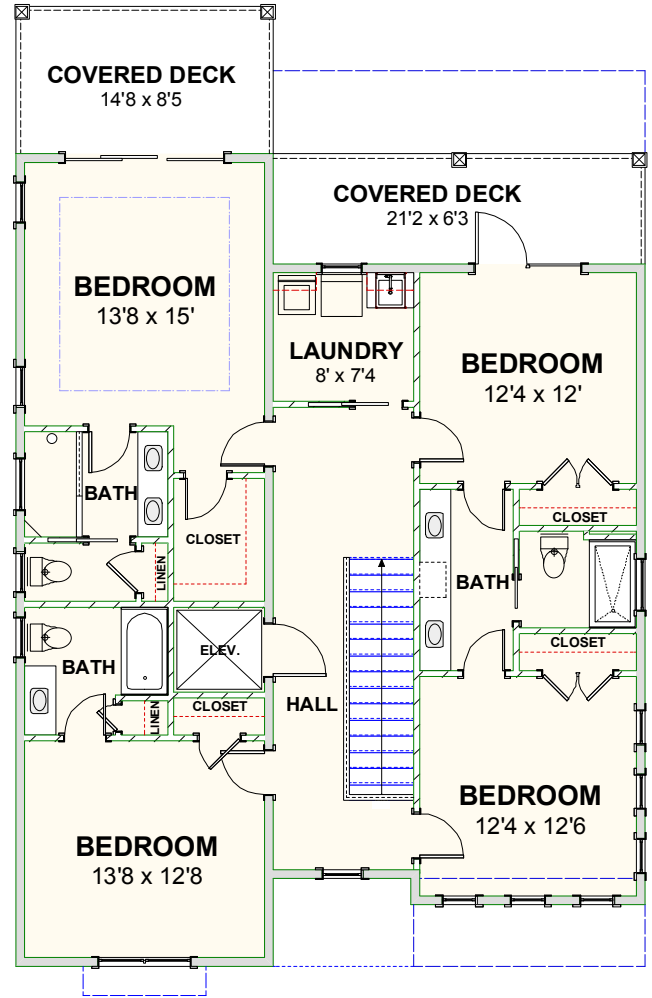 COVERED DECK
14'8 x 8'5
COVERED DECK
21'2 x 6'3
BEDROOM
13'8 x 15'
LAUNDRY
8' x 7'4
BEDROOM
12'4 x 12'
BATH
CLOSET
CLOSET
LINEN
BATH
BATH
ELEV.
CLOSET
LINEN
CLOSET
HALL
BEDROOM
12'4 x 12'6
BEDROOM
13'8 x 12'8